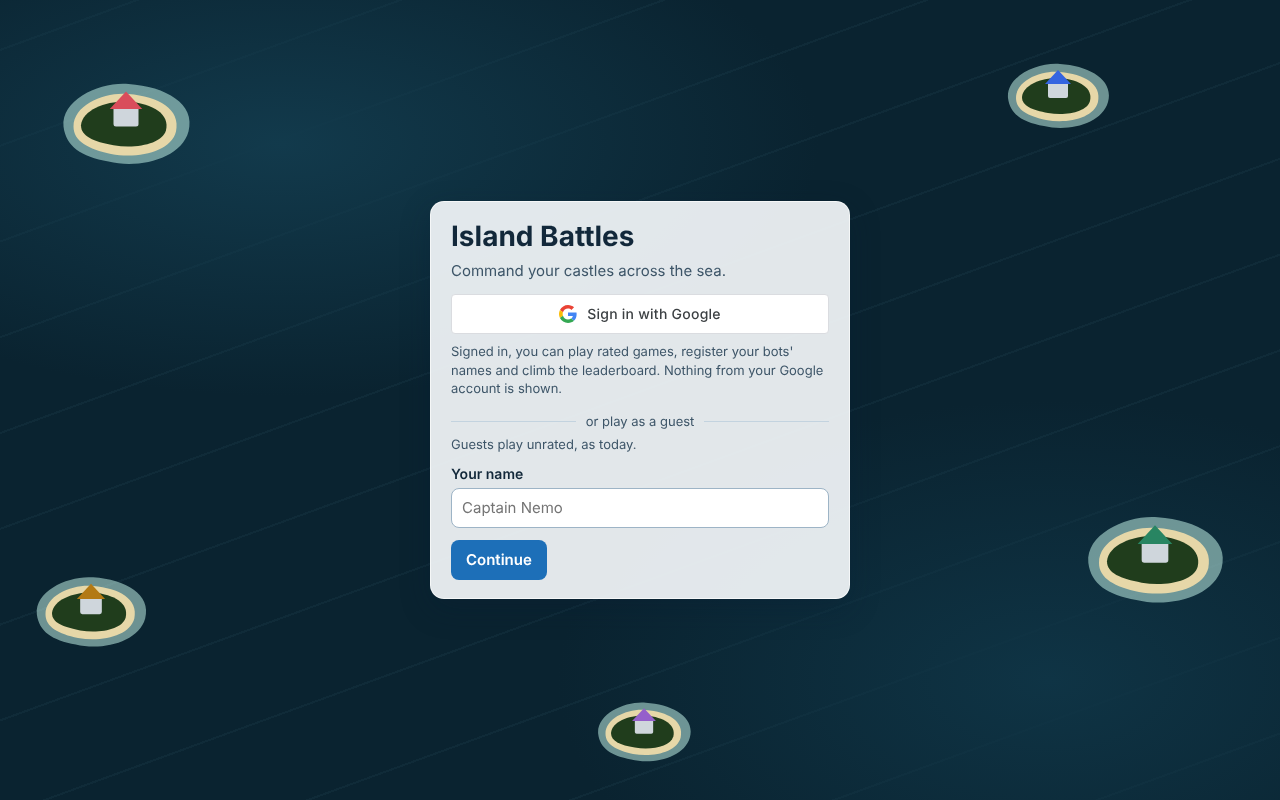 Island Battles
Command your castles across the sea.
Sign in with Google
Signed in, you can play rated games, register your bots'
names and climb the leaderboard. Nothing from your Google
account is shown.
or play as a guest
Guests play unrated, as today.
Your name
Captain Nemo
Continue